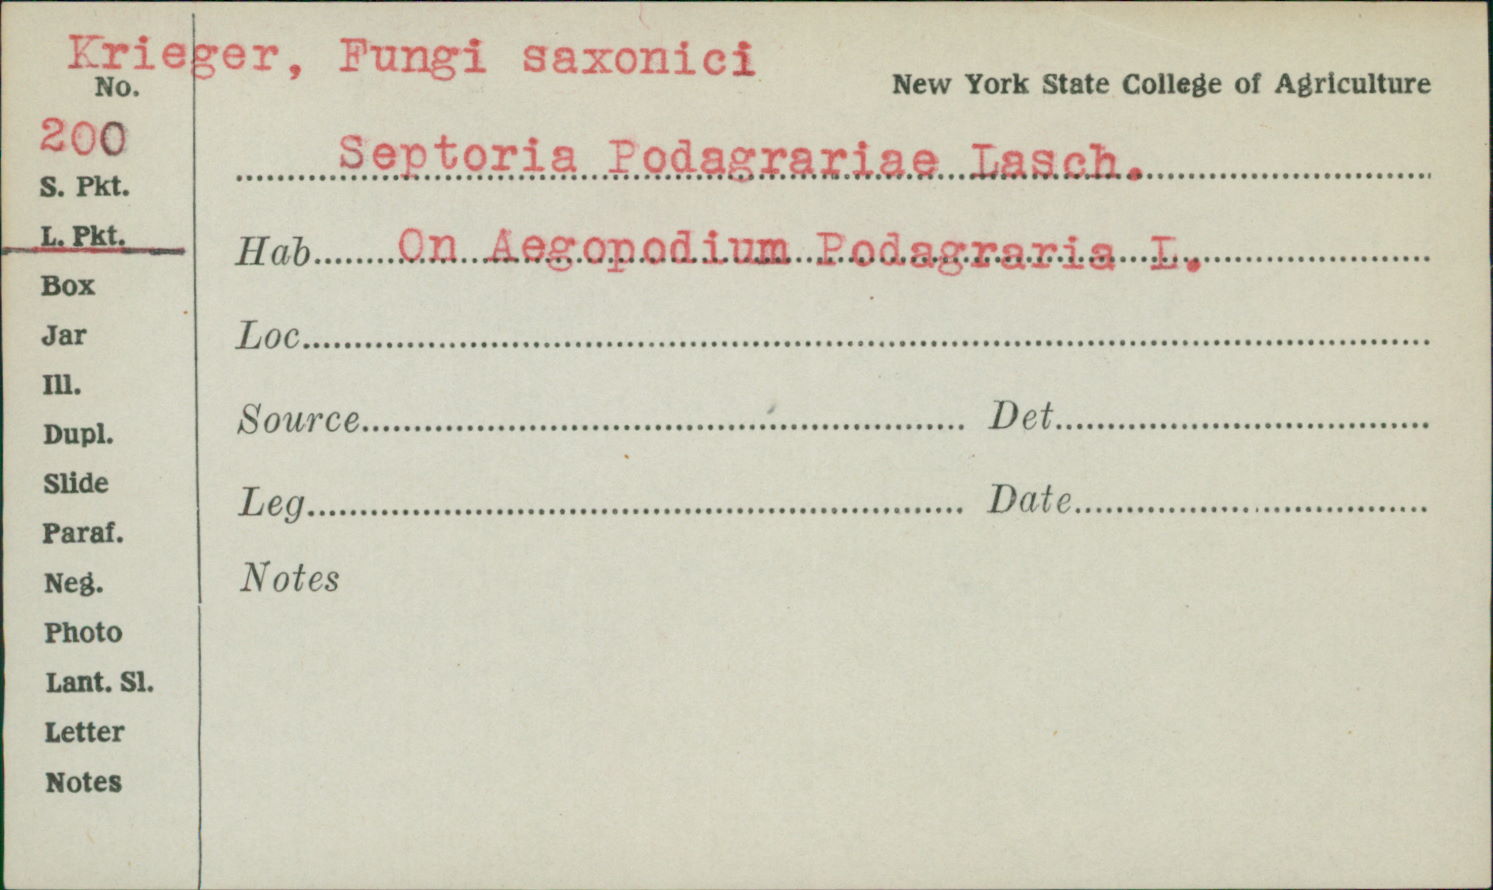 Krieger, Fungi saxonici
No.
New York State College of Agriculture
200
Septoria Podagrariae Lasch.
S. Pkt.
L. Pkt.
Hab. On Aegopodium Podagraria L.
Box
Jar
Loc.
Ill.
Dupl.
Source Det.
Slide
Leg. Date
Paraf.
Neg.
Notes
Photo
Lant. Sl.
Letter
Notes